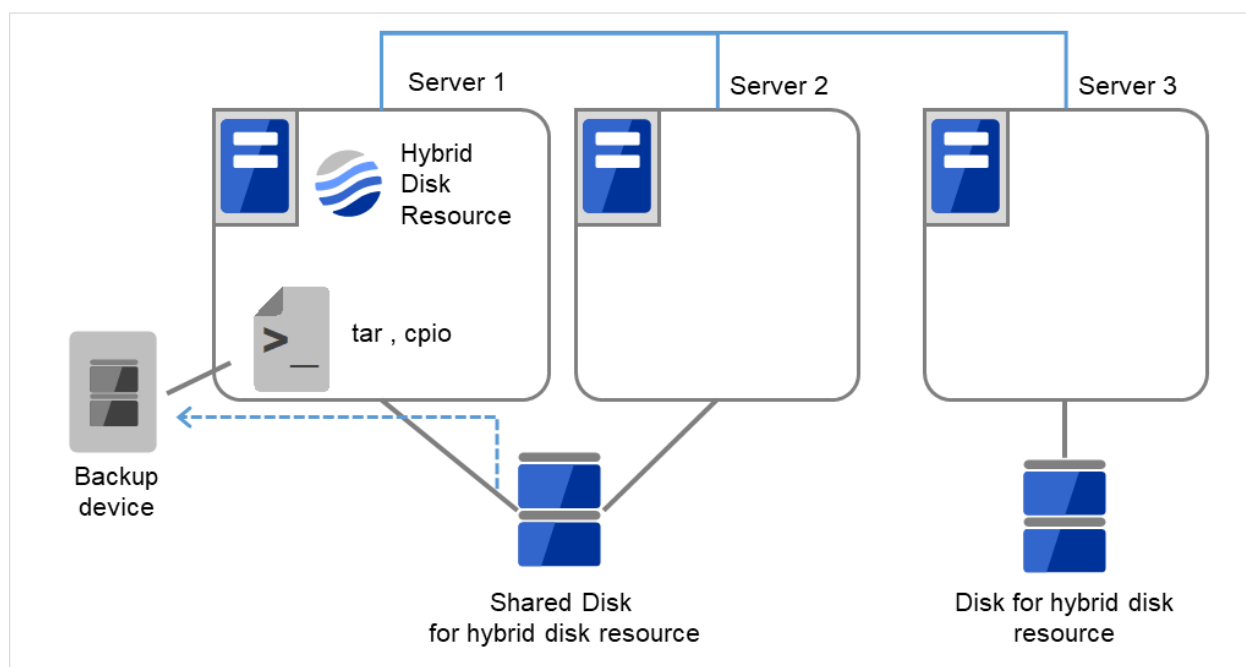 Server 1
Server 2
Server 3
Hybrid
Disk
Resource
>_
tar , cpio
Backup
device
Shared Disk
for hybrid disk resource
Disk for hybrid disk
resource